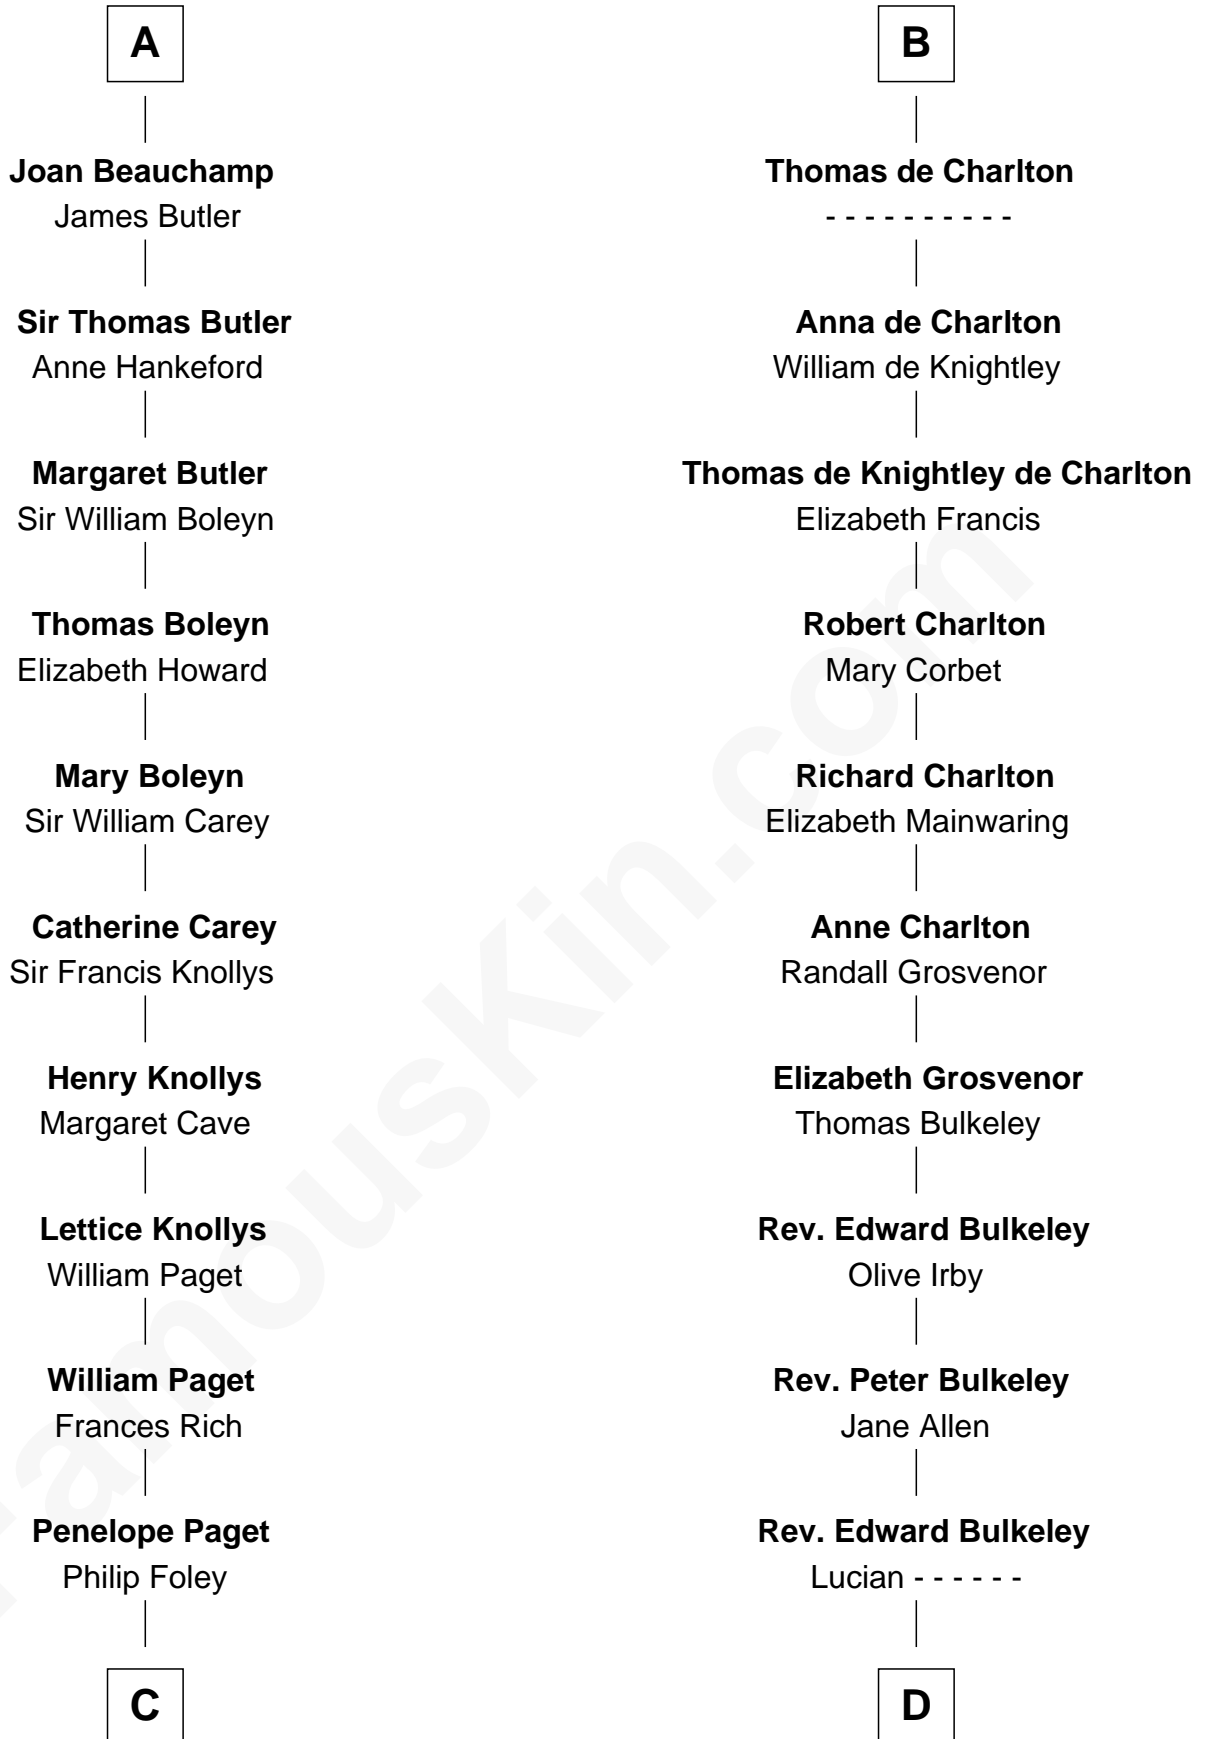 A
Joan Beauchamp
James Butler
Sir Thomas Butler
Anne Hankeford
Margaret Butler
Sir William Boleyn
Thomas Boleyn
Elizabeth Howard
Mary Boleyn
Sir William Carey
Catherine Carey
Sir Francis Knollys
Henry Knollys
Margaret Cave
Lettice Knollys
William Paget
William Paget
Frances Rich
Penelope Paget
Philip Foley
C
B
Thomas de Charlton
- - - - - - - - - -
Anna de Charlton
William de Knightley
Thomas de Knightley de Charlton
Elizabeth Francis
Robert Charlton
Mary Corbet
Richard Charlton
Elizabeth Mainwaring
Anne Charlton
Randall Grosvenor
Elizabeth Grosvenor
Thomas Bulkeley
Rev. Edward Bulkeley
Olive Irby
Rev. Peter Bulkeley
Jane Allen
Rev. Edward Bulkeley
Lucian - - - - - -
D
FamousKin.com